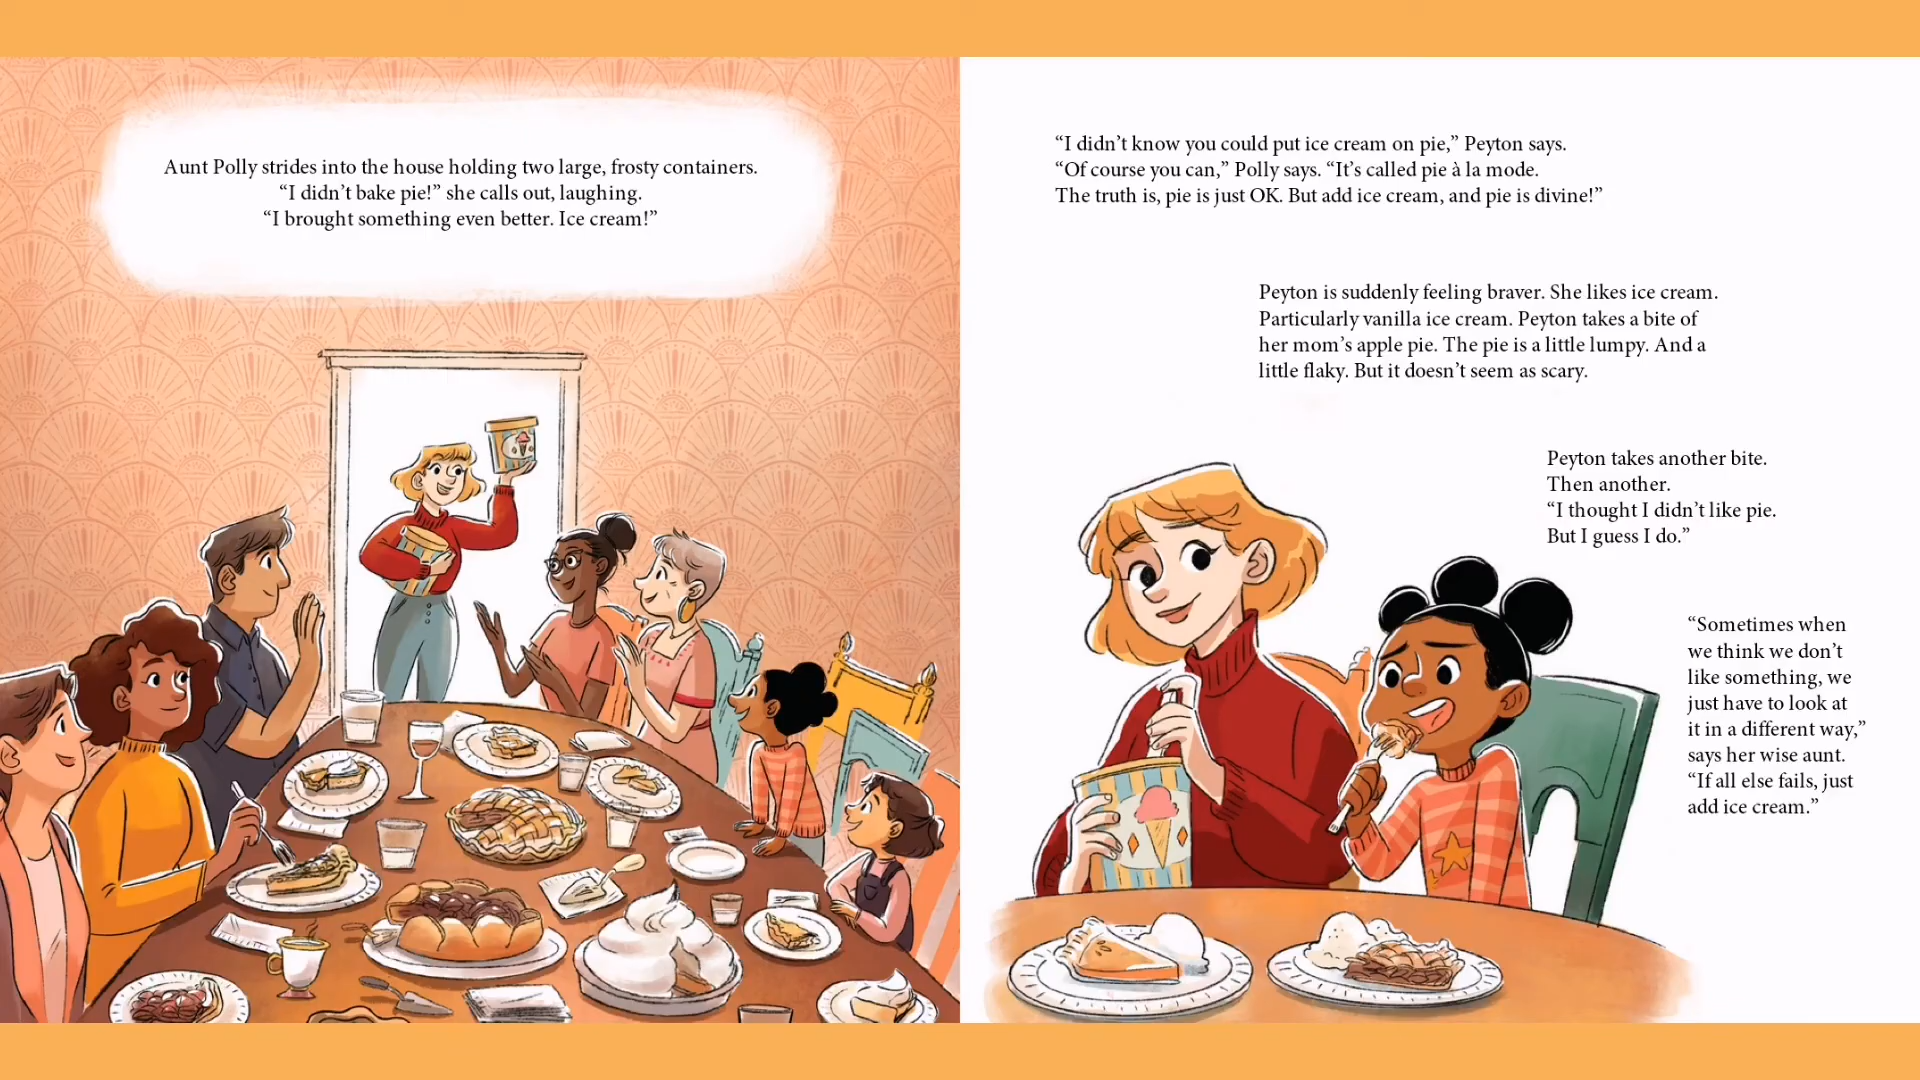 Aunt Polly strides into the house holding two large, frosty containers.
“I didn’t bake pie!” she calls out, laughing.
“I brought something even better. Ice cream!”
“I didn’t know you could put ice cream on pie,” Peyton says.
“Of course you can,” Polly says. “It’s called pie à la mode.
The truth is, pie is just OK. But add ice cream, and pie is divine!”
Peyton is suddenly feeling braver. She likes ice cream.
Particularly vanilla ice cream. Peyton takes a bite of
her mom’s apple pie. The pie is a little lumpy. And a
little flaky. But it doesn’t seem as scary.
Peyton takes another bite.
Then another.
“I thought I didn’t like pie.
But I guess I do.”
“Sometimes when
we think we don’t
like something, we
just have to look at
it in a different way,”
says her wise aunt.
“If all else fails, just
add ice cream.”